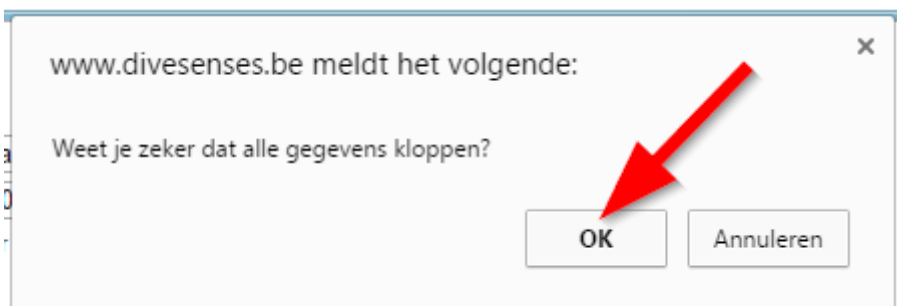 www.divesenses.be meldt het volgende:
Weet je zeker dat alle gegevens kloppen?
OK Annuleren